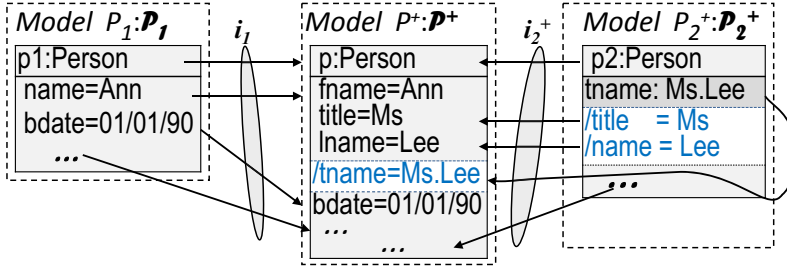 Model P₁:𝓟₁
p1:Person
name=Ann
bdate=01/01/90
...
i₁
Model P⁺:𝓟⁺
p:Person
fname=Ann
title=Ms
lname=Lee
/tname=Ms.Lee
bdate=01/01/90
...
...
i₂⁺
Model P₂⁺:𝓟₂⁺
p2:Person
tname: Ms.Lee
/title = Ms
/name = Lee
...